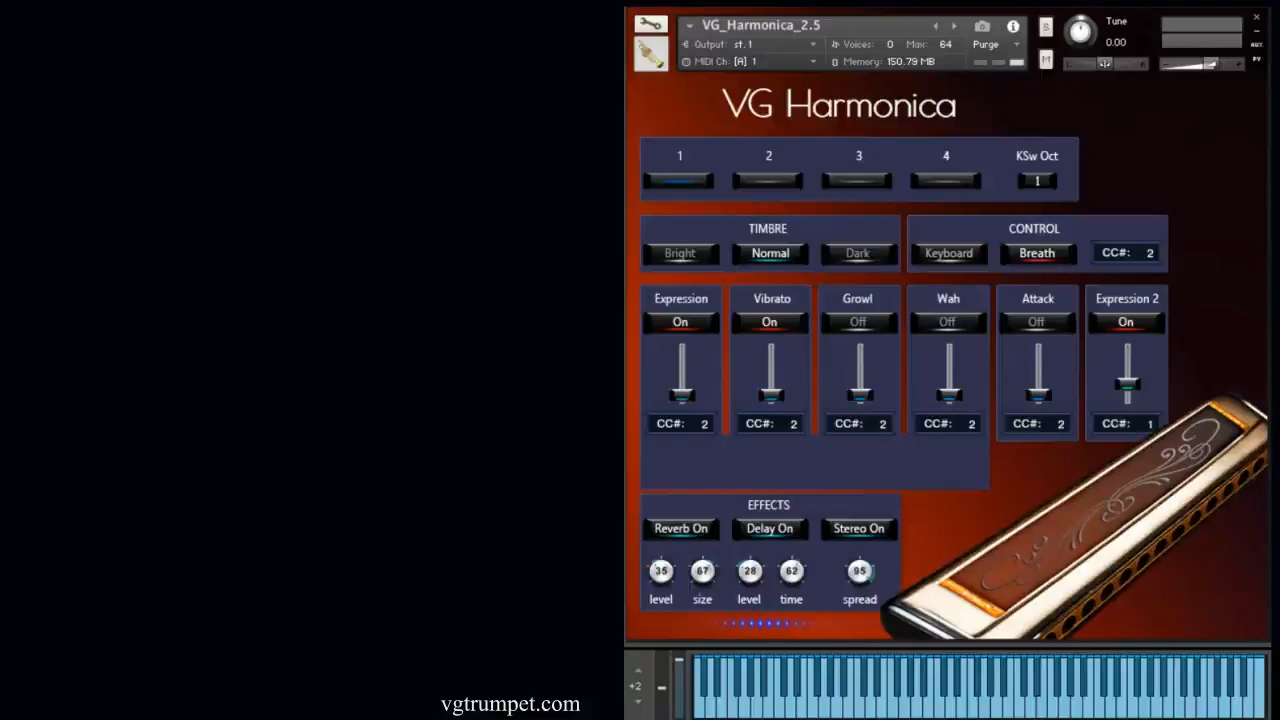 VG_Harmonica_2.5
Output: st.1 Voices: 0 Max: 64 Purge
MIDI Ch: [A] 1 Memory: 150.79 MB
S
M
Tune
0.00
L R
AUX
PV
VG Harmonica
1 2 3 4 KSw Oct
1
TIMBRE CONTROL
Bright Normal Dark Keyboard Breath CC#: 2
Expression Vibrato Growl Wah Attack Expression 2
On On Off Off Off On
CC#: 2 CC#: 2 CC#: 2 CC#: 2 CC#: 2 CC#: 1
EFFECTS
Reverb On Delay On Stereo On
35 67 28 62 95
level size level time spread
+2
vgtrumpet.com